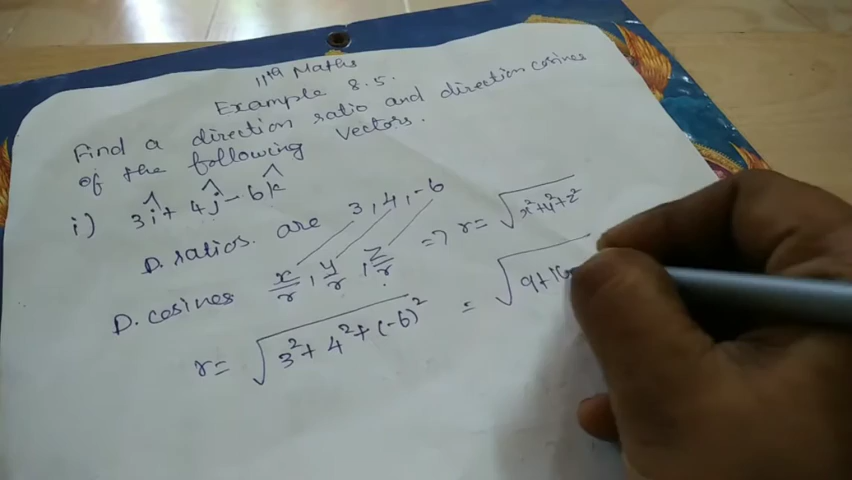 11th Maths
Example 8.5.
Find a direction ratio and direction cosines
of the following vectors.
i) 3î + 4ĵ - 6k̂
D. ratios. are 3, 4, -6
D. cosines x/r, y/r, z/r. => r = √(x²+y²+z²)
r = √(3² + 4² + (-6)²) = √(9+16